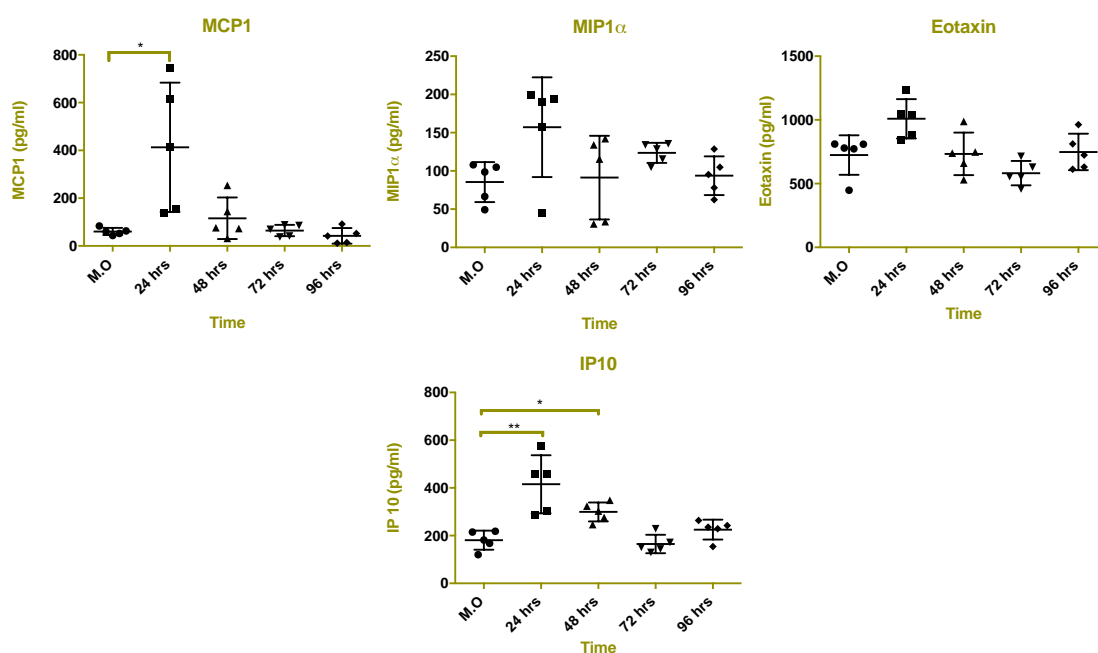 MCP1
*
800
600
400
200
0
MCP1 (pg/ml)
M.O
24 hrs
48 hrs
72 hrs
96 hrs
Time
MIP1α
250
200
150
100
50
0
MIP1α (pg/ml)
M.O
24 hrs
48 hrs
72 hrs
96 hrs
Time
Eotaxin
1500
1000
500
0
Eotaxin (pg/ml)
M.O
24 hrs
48 hrs
72 hrs
96 hrs
Time
IP10
*
**
800
600
400
200
0
IP 10 (pg/ml)
M.O
24 hrs
48 hrs
72 hrs
96 hrs
Time